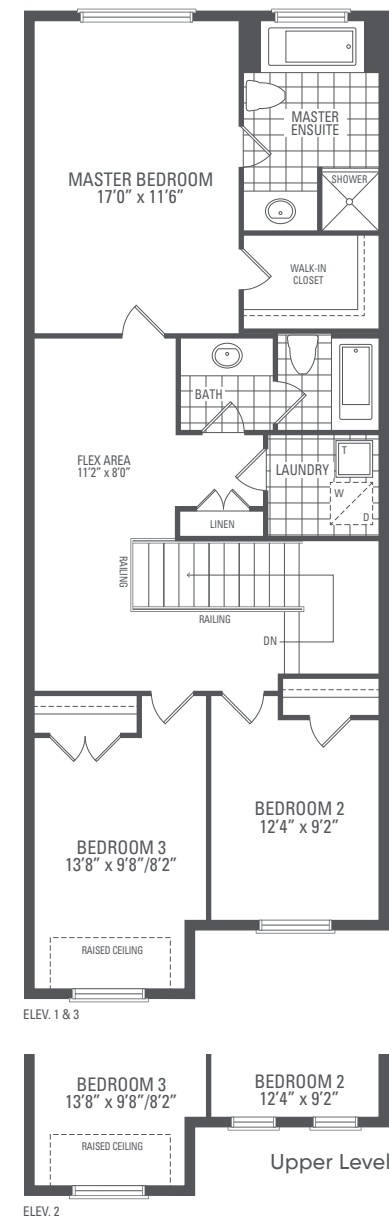 MASTER
ENSUITE
SHOWER
MASTER BEDROOM
17'0" x 11'6"
WALK-IN
CLOSET
BATH
FLEX AREA
11'2" x 8'0"
LAUNDRY
T
W
D
LINEN
RAILING
RAILING
DN
BEDROOM 2
12'4" x 9'2"
BEDROOM 3
13'8" x 9'8"/8'2"
RAISED CEILING
ELEV. 1 & 3
BEDROOM 3
13'8" x 9'8"/8'2"
BEDROOM 2
12'4" x 9'2"
RAISED CEILING
Upper Level
ELEV. 2